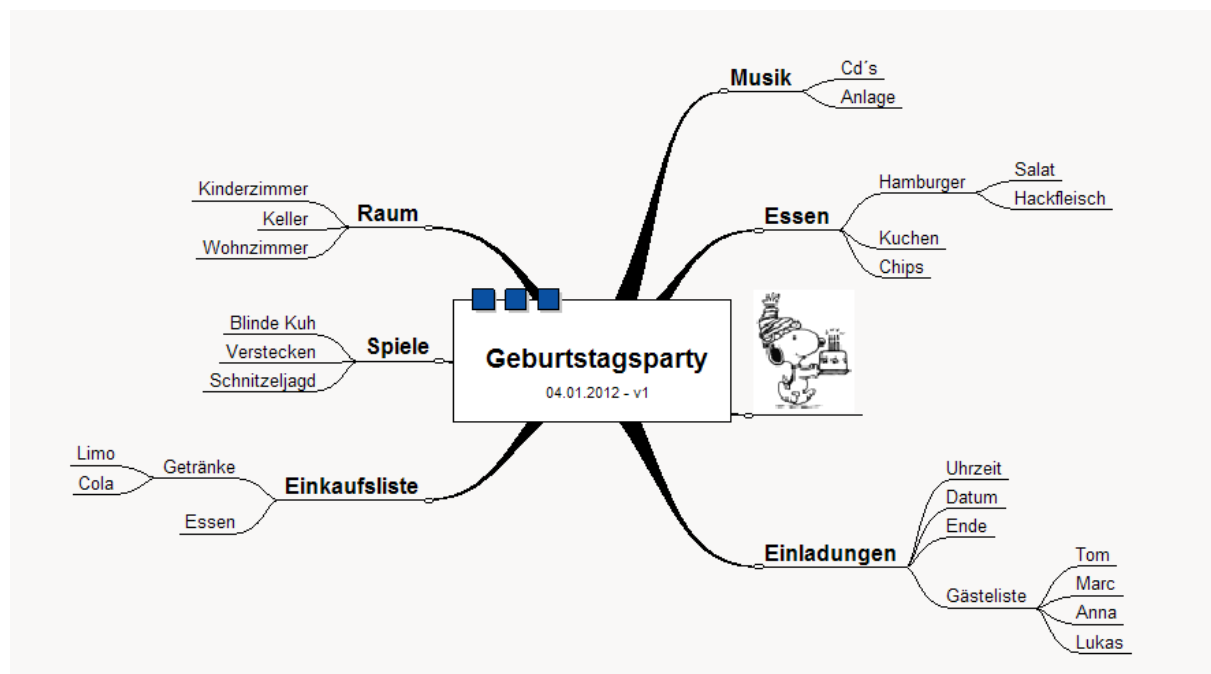 Geburtstagsparty
04.01.2012 - v1
Musik
Cd´s
Anlage
Essen
Hamburger
Salat
Hackfleisch
Kuchen
Chips
Einladungen
Uhrzeit
Datum
Ende
Gästeliste
Tom
Marc
Anna
Lukas
Raum
Kinderzimmer
Keller
Wohnzimmer
Spiele
Blinde Kuh
Verstecken
Schnitzeljagd
Einkaufsliste
Getränke
Limo
Cola
Essen